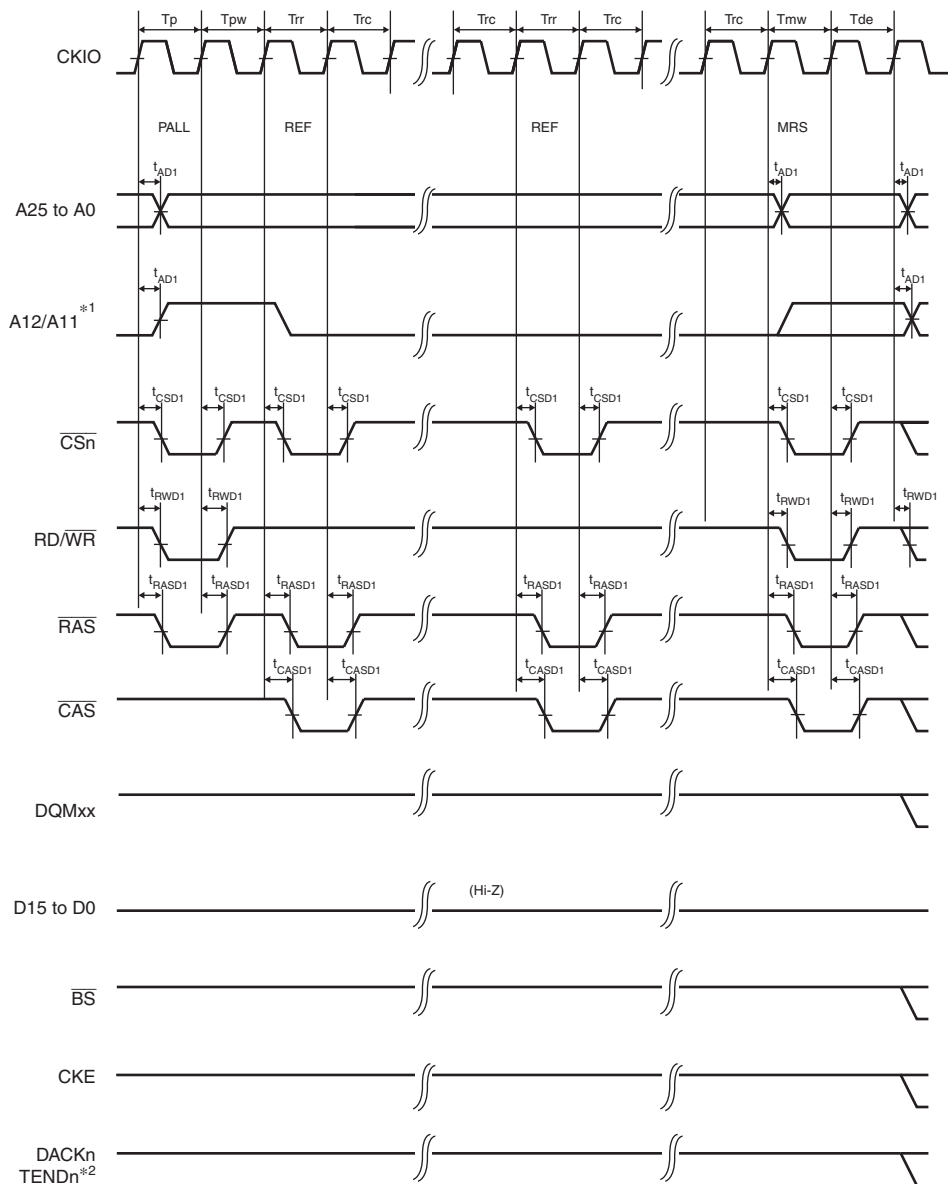 Tp Tpw Trr Trc Trc Trr Trc Trc Tmw Tde
CKIO
PALL REF REF MRS
tAD1 tAD1 tAD1
A25 to A0
tAD1 tAD1
A12/A11*1
tCSD1 tCSD1 tCSD1 tCSD1 tCSD1 tCSD1 tCSD1 tCSD1
CSn
tRWD1 tRWD1 tRWD1 tRWD1 tRWD1
RD/WR
tRASD1 tRASD1 tRASD1 tRASD1 tRASD1 tRASD1 tRASD1 tRASD1
RAS
tCASD1 tCASD1 tCASD1 tCASD1 tCASD1 tCASD1
CAS
DQMxx
(Hi-Z)
D15 to D0
BS
CKE
DACKn
TENDn*2